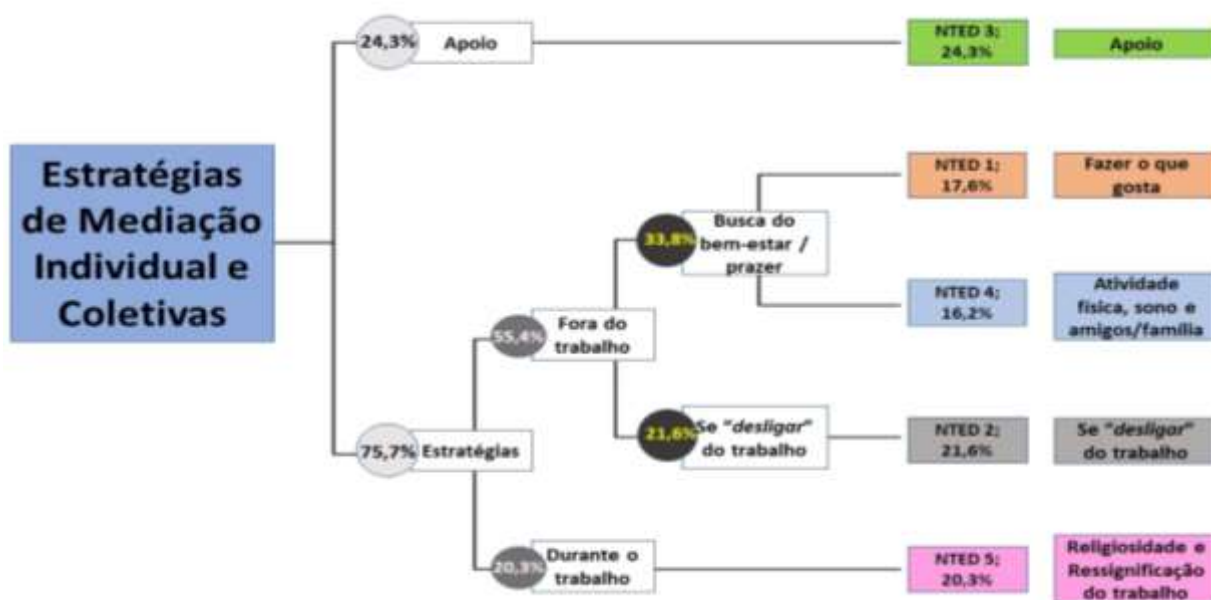 24,3%
Apoio
NTED 3;
24,3%
Apoio
Estratégias
de Mediação
Individual e
Coletivas
NTED 1;
17,6%
Fazer o que
gosta
33,8%
Busca do
bem-estar /
prazer
NTED 4;
16,2%
Atividade
física, sono e
amigos/família
55,4%
Fora do
trabalho
21,6%
Se "desligar"
do trabalho
NTED 2;
21,6%
Se "desligar"
do trabalho
75,7%
Estratégias
20,3%
Durante o
trabalho
NTED 5;
20,3%
Religiosidade e
Ressignificação
do trabalho